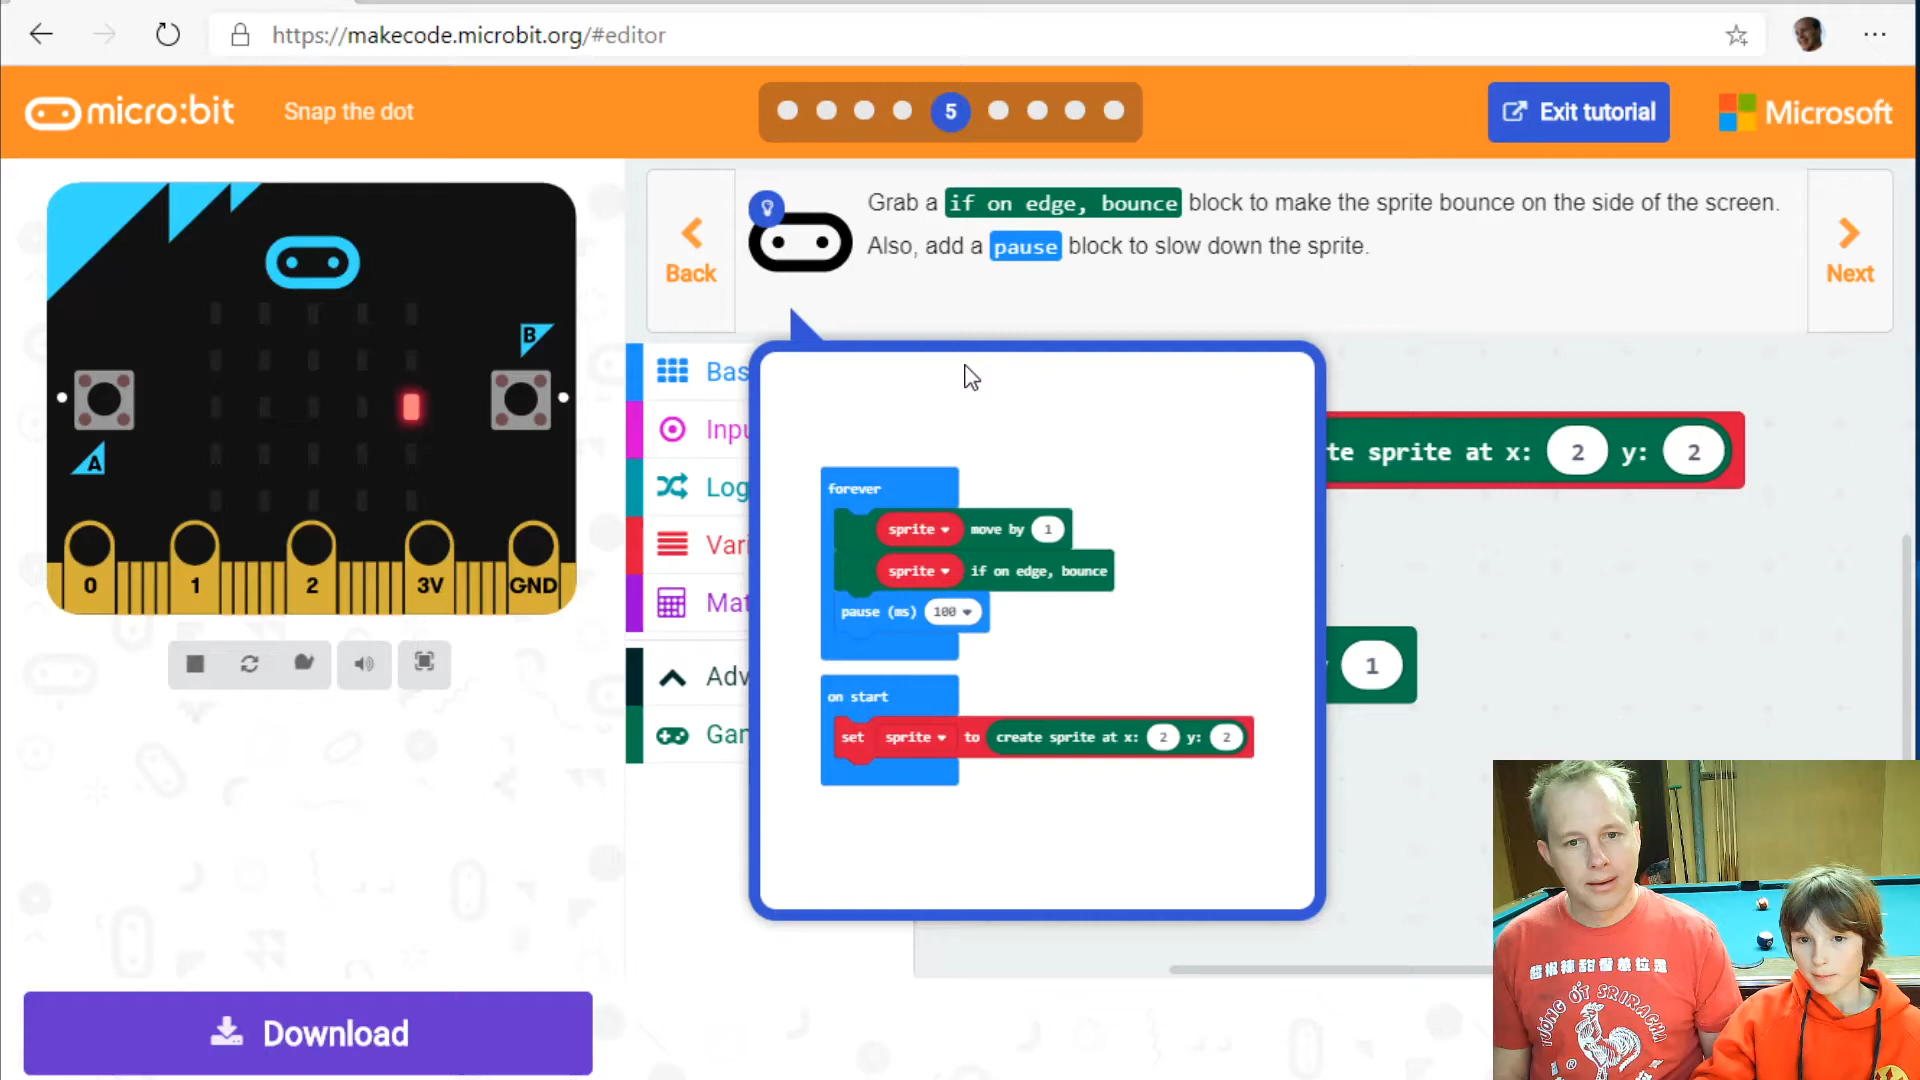 https://makecode.microbit.org/#editor
micro:bit
Snap the dot
5
Exit tutorial
Microsoft
Back
Grab a if on edge, bounce block to make the sprite bounce on the side of the screen.
Also, add a pause block to slow down the sprite.
Next
B
A
0 1 2 3V GND
Bas
Inpu
Log
Vari
Mat
Adv
Gam
te sprite at x: 2 y: 2
1
forever
sprite move by 1
sprite if on edge, bounce
pause (ms) 100
on start
set sprite to create sprite at x: 2 y: 2
Download
TƯƠNG ỚT SRIRACHA